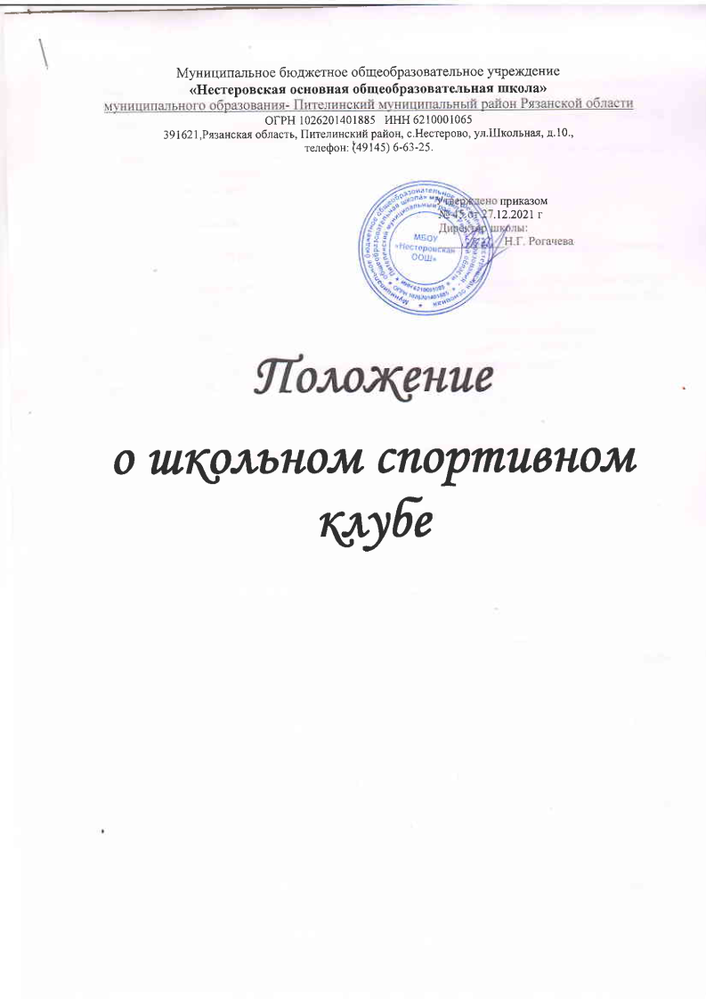 Муниципальное бюджетное общеобразовательное учреждение
«Нестеровская основная общеобразовательная школа»
муниципального образования- Пителинский муниципальный район Рязанской области
ОГРН 1026201401885   ИНН 6210001065
391621,Рязанская область, Пителинский район, с.Нестерово, ул.Школьная, д.10.,
телефон: (49145) 6-63-25.
Утверждено приказом
№ 45 от 27.12.2021 г
Директор школы:
Н.Г. Рогачева
МБОУ
«Нестеровская
ООШ»
Положение
о школьном спортивном
клубе